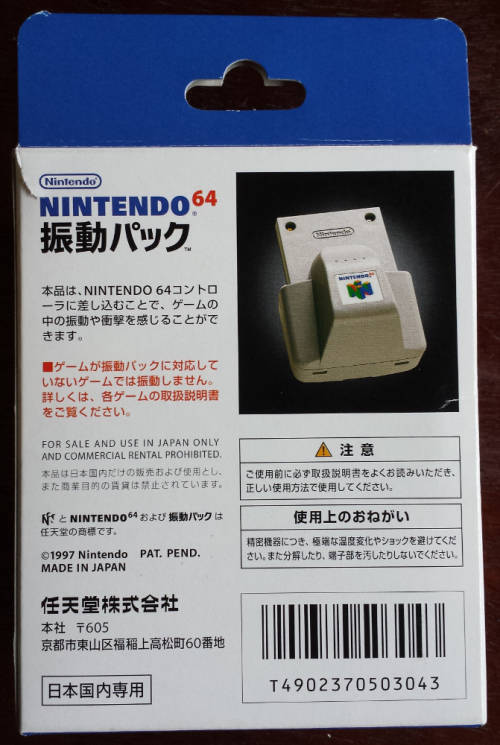 Nintendo
NINTENDO 64®
振動パック™
本品は、NINTENDO 64コントロ
ーラに差し込むことで、ゲームの
中の振動や衝撃を感じることがで
きます。
■ゲームが振動パックに対応して
いないゲームでは振動しません。
詳しくは、各ゲームの取扱説明書
をご覧ください。
FOR SALE AND USE IN JAPAN ONLY
AND COMMERCIAL RENTAL PROHIBITED.
本品は日本国内だけの販売および使用とし、
また商業目的の賃貸は禁止されています。
と NINTENDO64 および 振動パック は
任天堂の商標です。
©1997 Nintendo PAT. PEND.
MADE IN JAPAN
任天堂株式会社
本社 〒605
京都市東山区福稲上高松町60番地
日本国内専用
Nintendo
NINTENDO64
注意
ご使用前に必ず取扱説明書をよくお読みいただき、
正しい使用方法で使用してください。
使用上のおねがい
精密機器につき、極端な温度変化やショックを避けてくだ
さい。また分解したり、端子部を汚したりしないでください。
T4902370503043